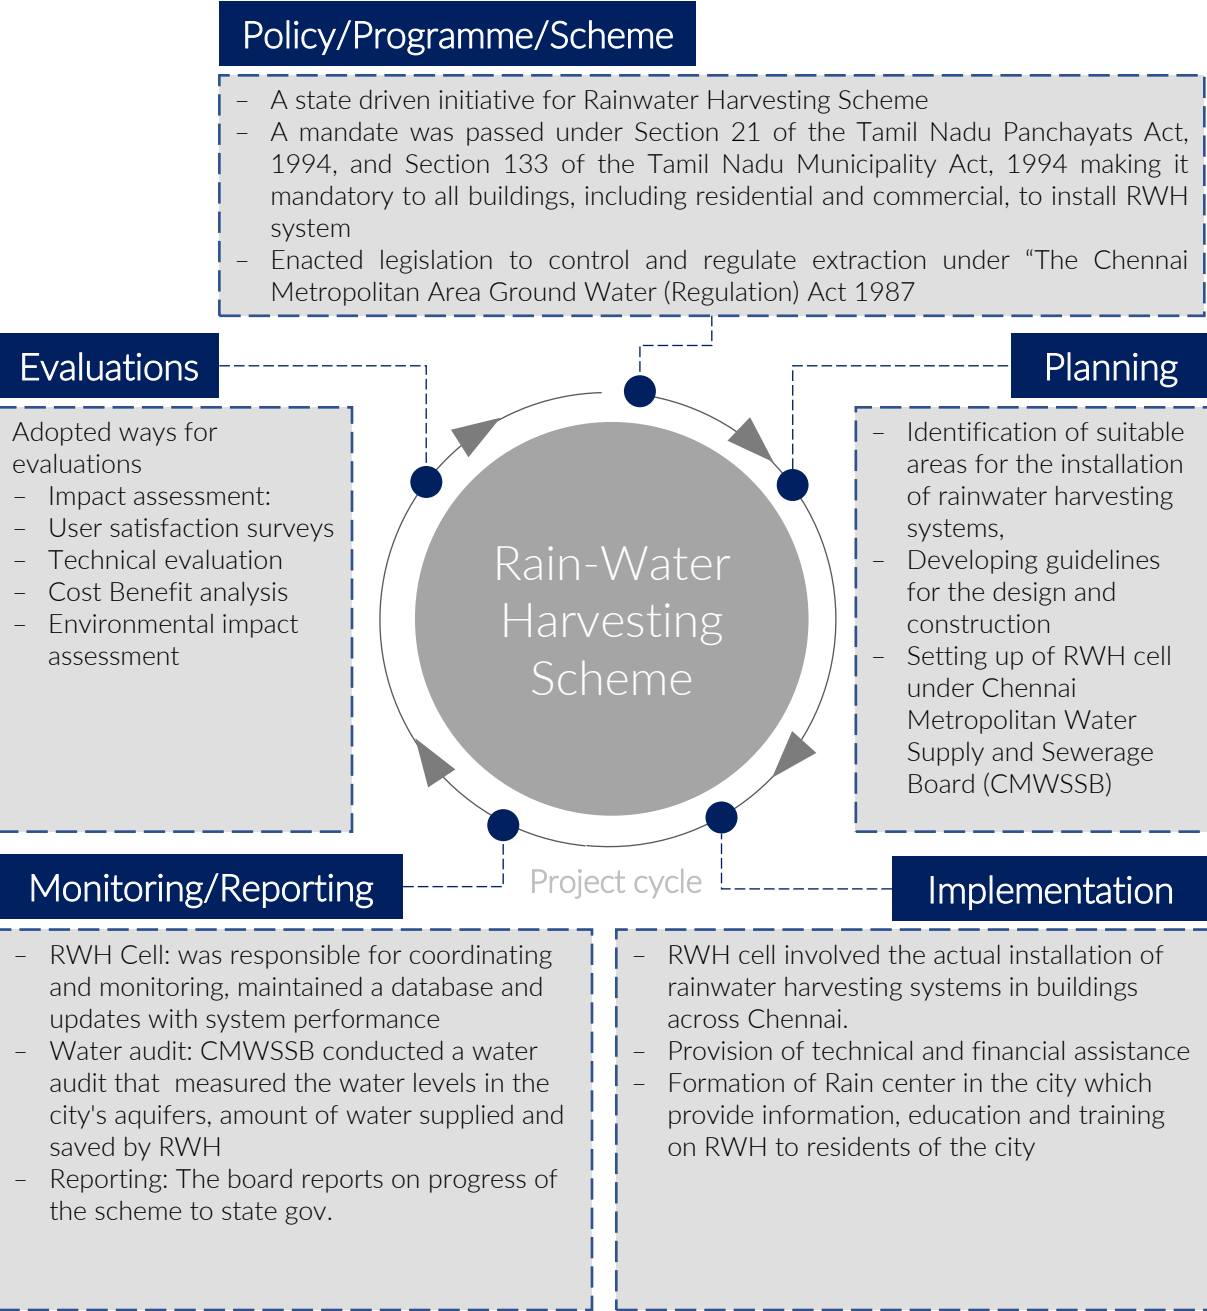 Policy/Programme/Scheme
– A state driven initiative for Rainwater Harvesting Scheme
– A mandate was passed under Section 21 of the Tamil Nadu Panchayats Act,
1994, and Section 133 of the Tamil Nadu Municipality Act, 1994 making it
mandatory to all buildings, including residential and commercial, to install RWH
system
– Enacted legislation to control and regulate extraction under “The Chennai
Metropolitan Area Ground Water (Regulation) Act 1987
Evaluations
Adopted ways for
evaluations
– Impact assessment:
– User satisfaction surveys
– Technical evaluation
– Cost Benefit analysis
– Environmental impact
assessment
Planning
– Identification of suitable
areas for the installation
of rainwater harvesting
systems,
– Developing guidelines
for the design and
construction
– Setting up of RWH cell
under Chennai
Metropolitan Water
Supply and Sewerage
Board (CMWSSB)
Rain-Water
Harvesting
Scheme
Project cycle
Monitoring/Reporting
– RWH Cell: was responsible for coordinating
and monitoring, maintained a database and
updates with system performance
– Water audit: CMWSSB conducted a water
audit that  measured the water levels in the
city's aquifers, amount of water supplied and
saved by RWH
– Reporting: The board reports on progress of
the scheme to state gov.
Implementation
– RWH cell involved the actual installation of
rainwater harvesting systems in buildings
across Chennai.
– Provision of technical and financial assistance
– Formation of Rain center in the city which
provide information, education and training
on RWH to residents of the city